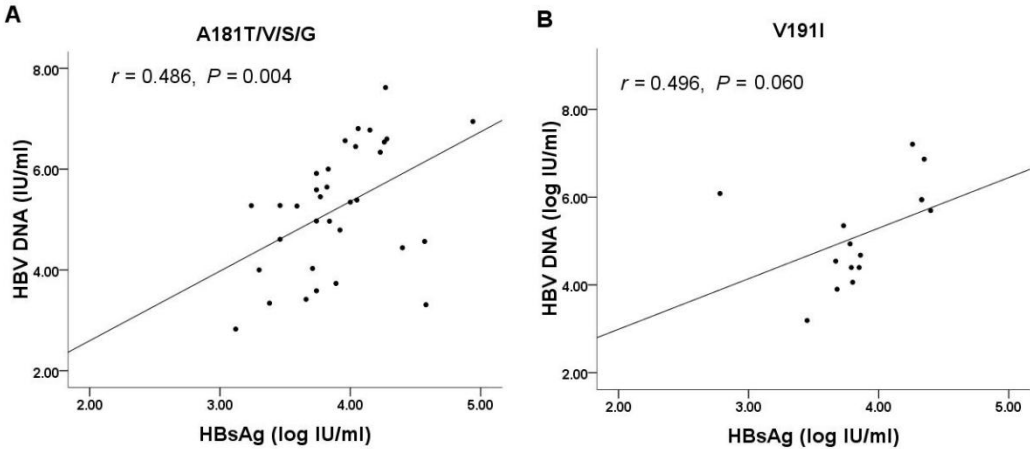 A
A181T/V/S/G
r = 0.486, P = 0.004
HBV DNA (IU/ml)
8.00
6.00
4.00
2.00
2.00 3.00 4.00 5.00
HBsAg (log IU/ml)
B
V191I
r = 0.496, P = 0.060
HBV DNA (log IU/ml)
8.00
6.00
4.00
2.00
2.00 3.00 4.00 5.00
HBsAg (log IU/ml)